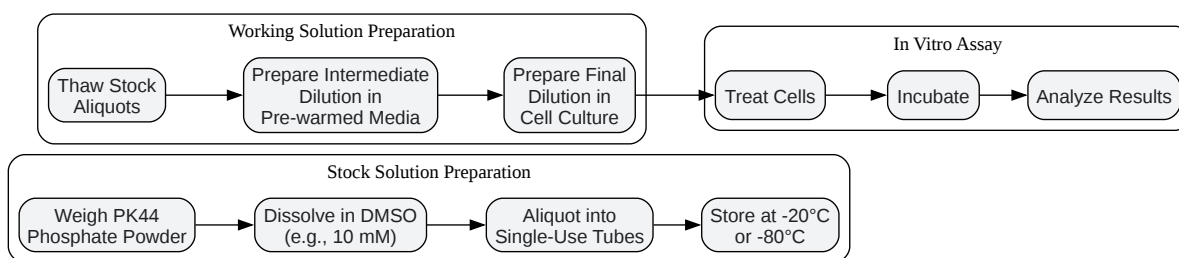 Working Solution Preparation
Thaw Stock
Aliquots
Prepare Intermediate
Dilution in
Pre-warmed Media
Prepare Final
Dilution in
Cell Culture
In Vitro Assay
Treat Cells
Incubate
Analyze Results
Stock Solution Preparation
Weigh PK44
Phosphate Powder
Dissolve in DMSO
(e.g., 10 mM)
Aliquot into
Single-Use Tubes
Store at -20°C
or -80°C